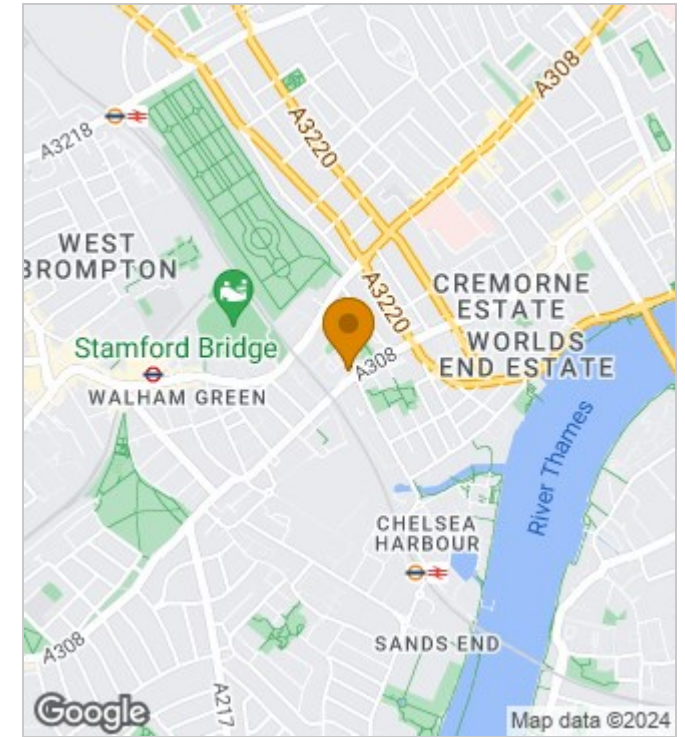 A308
A3220
A3218
WEST
BROMPTON
A3220
CREMORNE
ESTATE
WORLDS
END ESTATE
Stamford Bridge
A308
WALHAM GREEN
River Thames
CHELSEA
HARBOUR
SANDS END
A308
A217
Google
Map data ©2024